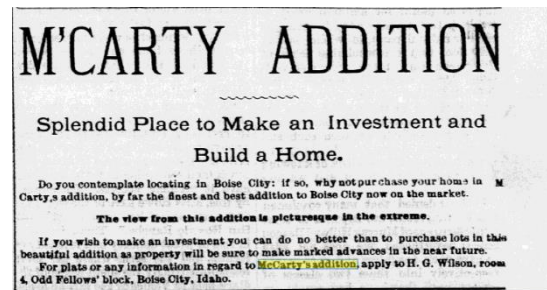 M'CARTY ADDITION
Splendid Place to Make an Investment and
Build a Home.
Do you contemplate locating in Boise City: if so, why not purchase your home in M
Carty,s addition, by far the finest and best addition to Boise City now on the market.
The view from this addition is picturesque in the extreme.
If you wish to make an investment you can do no better than to purchase lots in this
beautiful addition as property will be sure to make marked advances in the near future.
For plats or any information in regard to McCarty's addition, apply to H. G. Wilson, room
4, Odd Fellows' block, Boise City, Idaho.